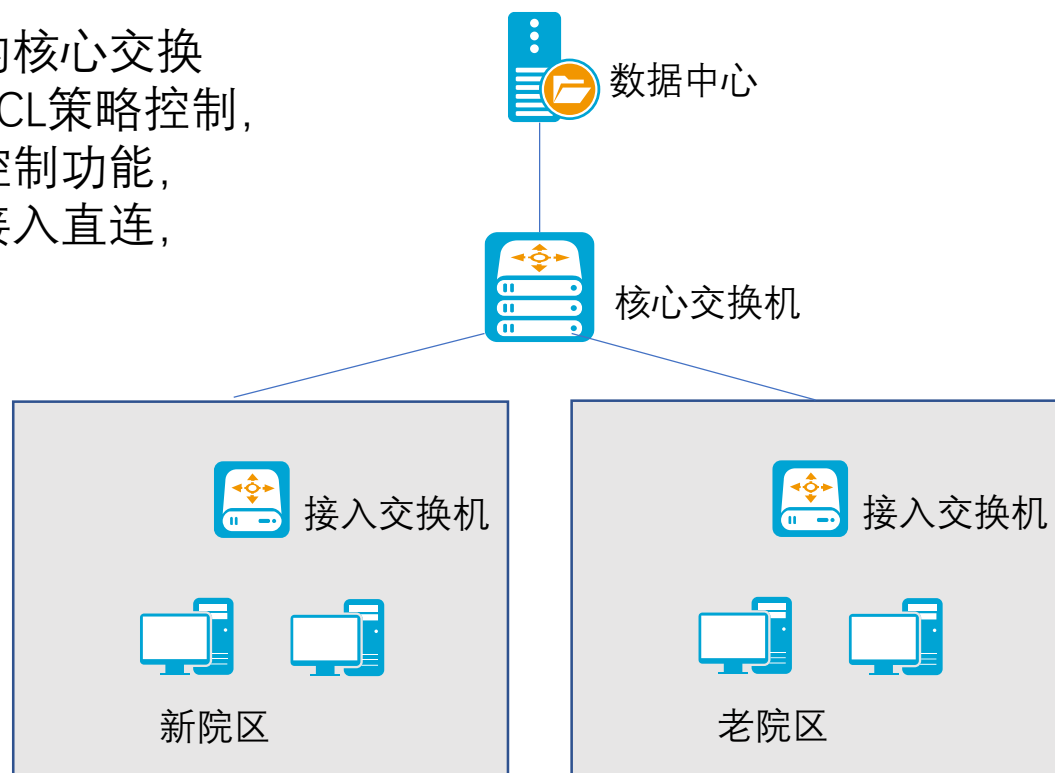 的核心交换
CL策略控制，
控制功能，
接入直连，
数据中心
核心交换机
接入交换机
接入交换机
新院区
老院区